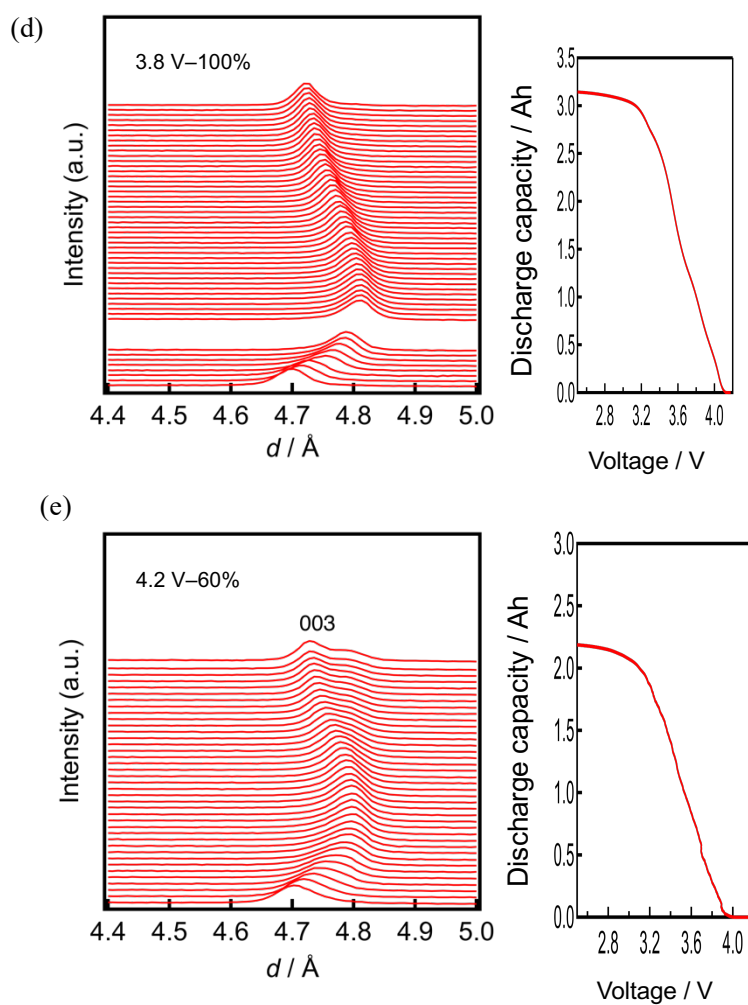 (d)
3.8 V–100%
Intensity (a.u.)
4.4 4.5 4.6 4.7 4.8 4.9 5.0
d / Å
3.5
3.0
2.5
2.0
1.5
1.0
0.5
0.0
Discharge capacity / Ah
2.8 3.2 3.6 4.0
Voltage / V
(e)
4.2 V–60%
003
Intensity (a.u.)
4.4 4.5 4.6 4.7 4.8 4.9 5.0
d / Å
3.0
2.5
2.0
1.5
1.0
0.5
0.0
Discharge capacity / Ah
2.8 3.2 3.6 4.0
Voltage / V